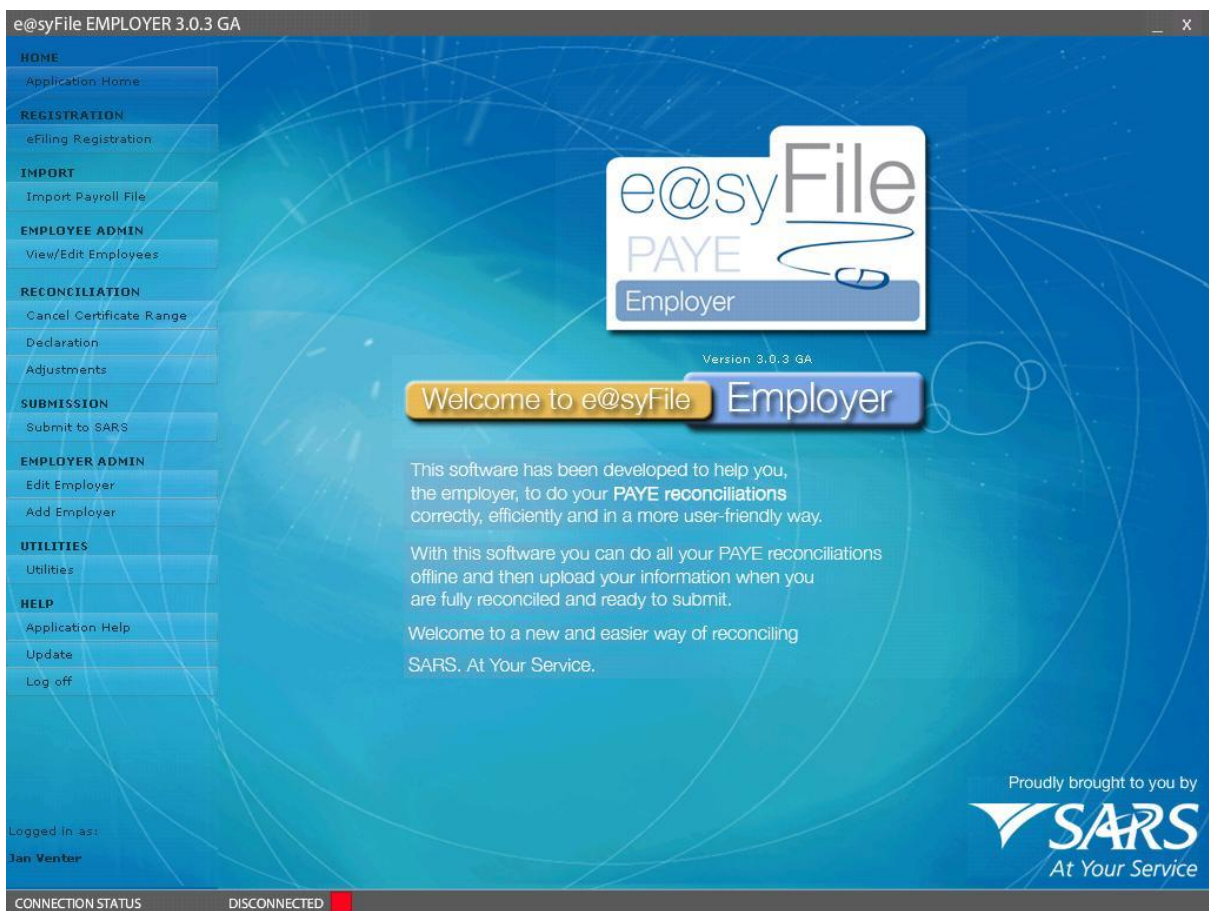 e@syFile EMPLOYER 3.0.3 GA
_ X
HOME
Application Home
REGISTRATION
eFiling Registration
IMPORT
Import Payroll File
EMPLOYEE ADMIN
View/Edit Employees
RECONCILIATION
Cancel Certificate Range
Declaration
Adjustments
SUBMISSION
Submit to SARS
EMPLOYER ADMIN
Edit Employer
Add Employer
UTILITIES
Utilities
HELP
Application Help
Update
Log off
Logged in as:
Jan Venter
e@syFile
PAYE
Employer
Version 3.0.3 GA
Welcome to e@syFile Employer
This software has been developed to help you,
the employer, to do your PAYE reconciliations
correctly, efficiently and in a more user-friendly way.
With this software you can do all your PAYE reconciliations
offline and then upload your information when you
are fully reconciled and ready to submit.
Welcome to a new and easier way of reconciling
SARS. At Your Service.
Proudly brought to you by
SARS
At Your Service
CONNECTION STATUS DISCONNECTED